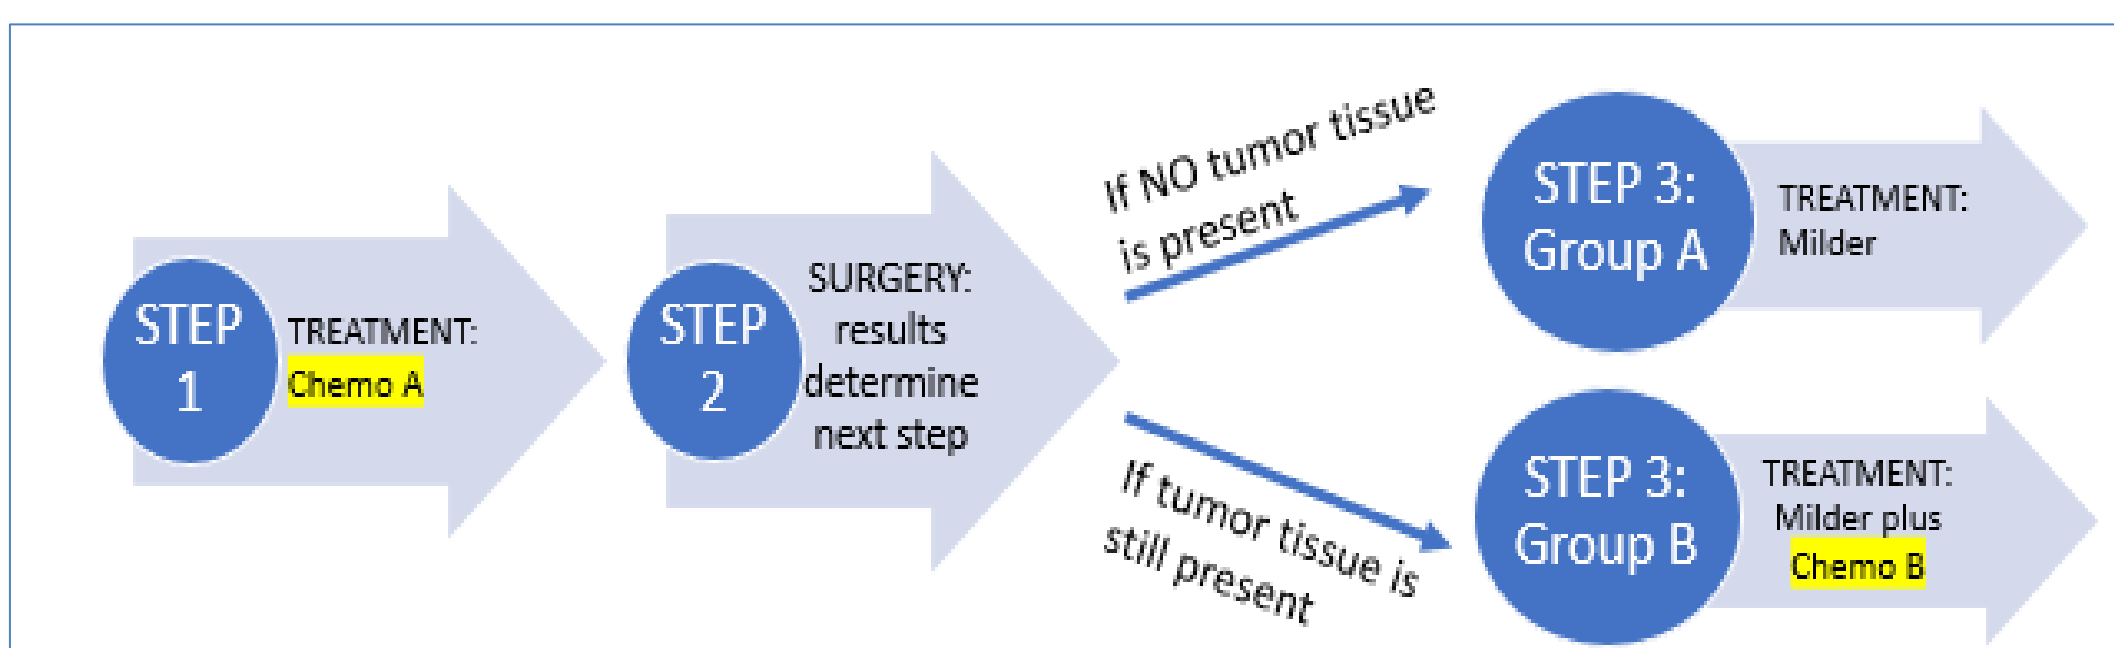 STEP
1
TREATMENT:
Chemo A
STEP
2
SURGERY:
results
determine
next step
If NO tumor tissue
is present
STEP 3:
Group A
TREATMENT:
Milder
If tumor tissue is
still present
STEP 3:
Group B
TREATMENT:
Milder plus
Chemo B